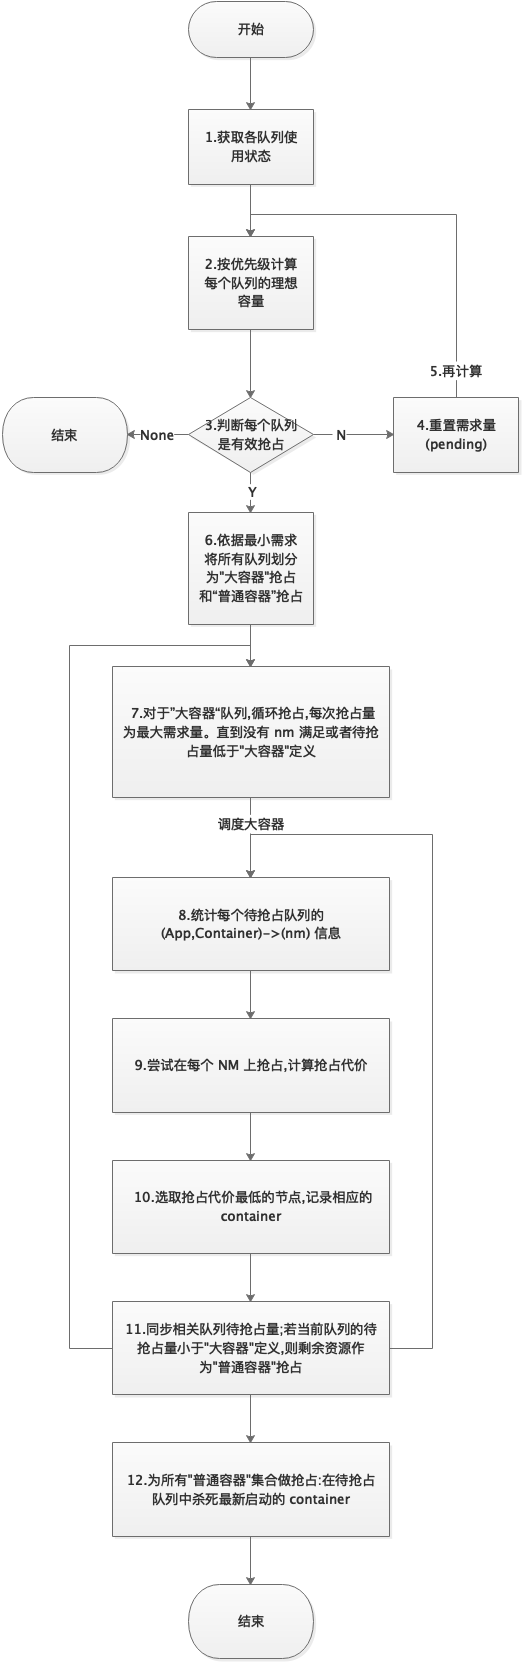 开始
1.获取各队列使
用状态
2.按优先级计算
每个队列的理想
容量
5.再计算
3.判断每个队列
是有效抢占
None
结束
N
4.重置需求量
(pending)
Y
6.依据最小需求
将所有队列划分
为"大容器"抢占
和“普通容器”抢占
7.对于”大容器“队列,循环抢占,每次抢占量
为最大需求量。直到没有 nm 满足或者待抢
占量低于"大容器"定义
调度大容器
8.统计每个待抢占队列的
(App,Container)->(nm) 信息
9.尝试在每个 NM 上抢占,计算抢占代价
10.选取抢占代价最低的节点,记录相应的
container
11.同步相关队列待抢占量;若当前队列的待
抢占量小于"大容器"定义,则剩余资源作
为"普通容器"抢占
12.为所有"普通容器"集合做抢占:在待抢占
队列中杀死最新启动的 container
结束